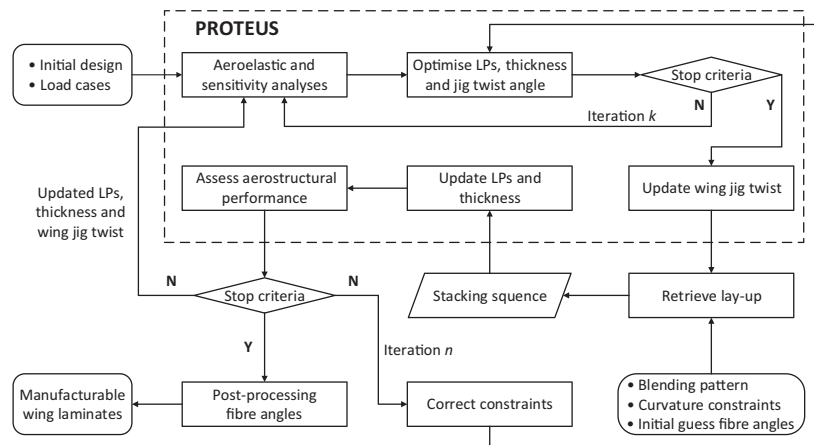 PROTEUS
• Initial design
• Load cases
Aeroelastic and
sensitivity analyses
Optimise LPs, thickness
and jig twist angle
Stop criteria
N
Y
Iteration k
Updated LPs,
thickness and
wing jig twist
Assess aerostructural
performance
Update LPs and
thickness
Update wing jig twist
N
Stop criteria
N
Stacking squence
Retrieve lay-up
Y
Iteration n
Manufacturable
wing laminates
Post-processing
fibre angles
Correct constraints
• Blending pattern
• Curvature constraints
• Initial guess fibre angles